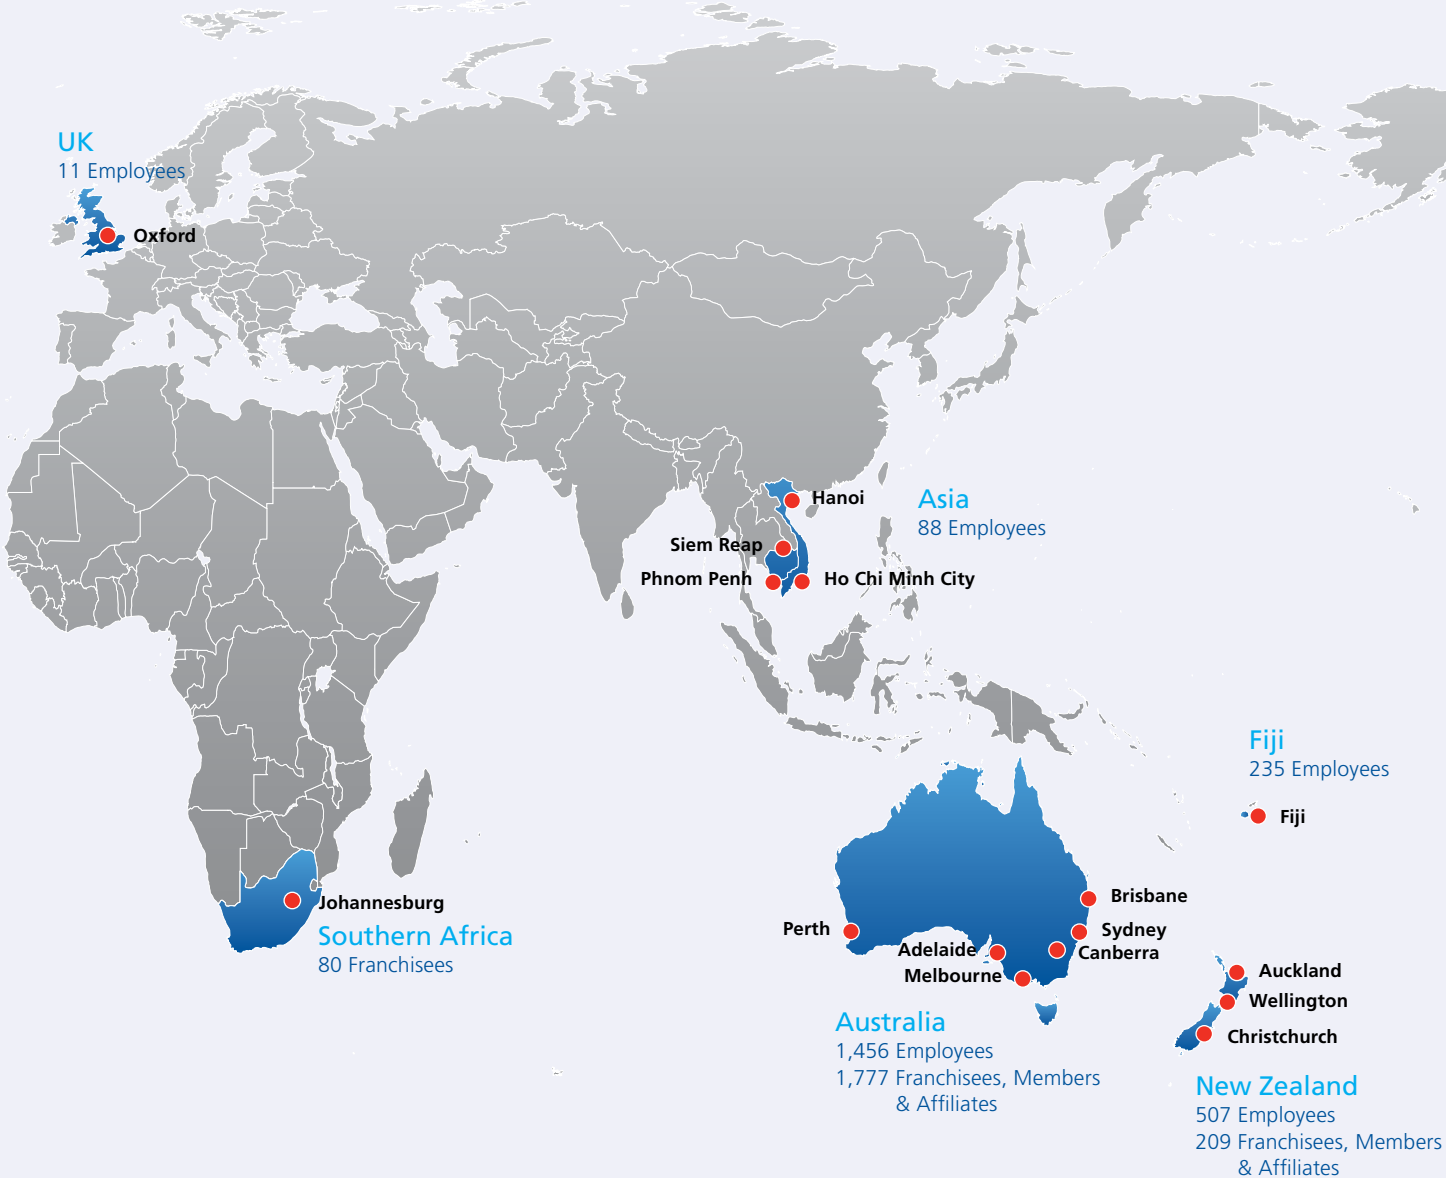 UK
11 Employees
Oxford
Hanoi
Asia
88 Employees
Siem Reap
Phnom Penh
Ho Chi Minh City
Fiji
235 Employees
Fiji
Johannesburg
Southern Africa
80 Franchisees
Brisbane
Perth
Sydney
Adelaide
Canberra
Melbourne
Australia
1,456 Employees
1,777 Franchisees, Members
& Affiliates
Auckland
Wellington
Christchurch
New Zealand
507 Employees
209 Franchisees, Members
& Affiliates